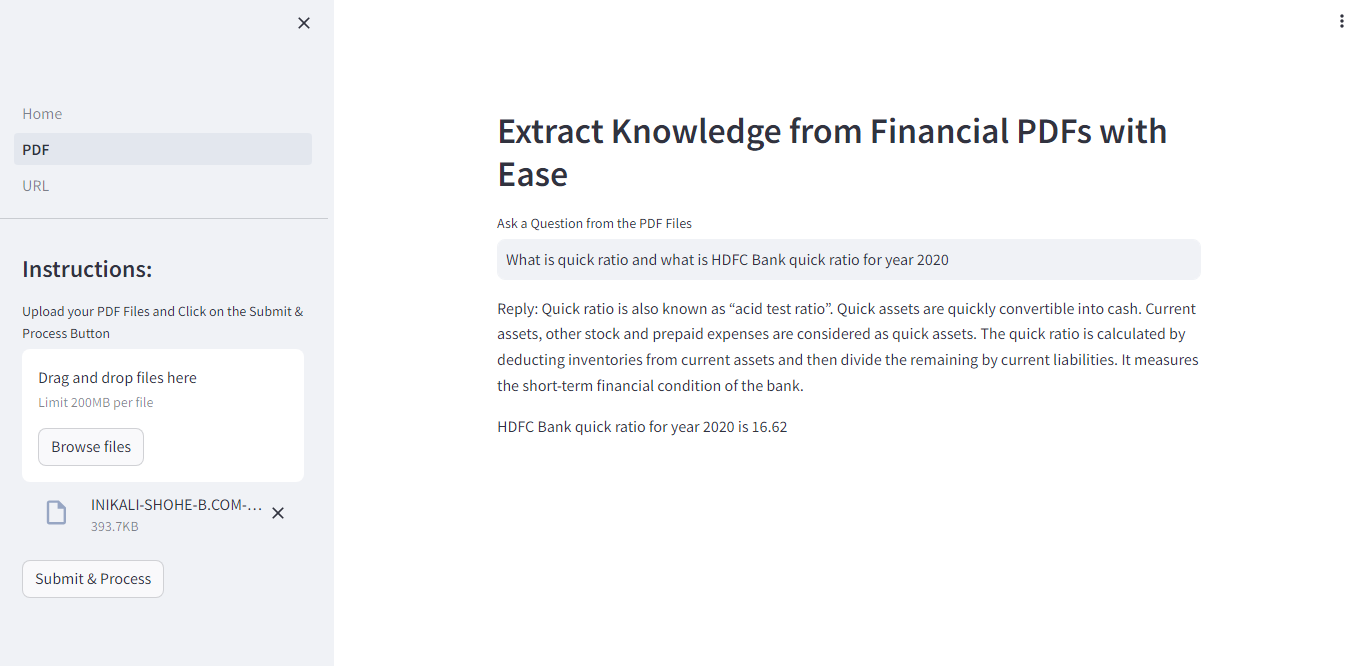 Home
PDF
URL
Instructions:
Upload your PDF Files and Click on the Submit &
Process Button
Drag and drop files here
Limit 200MB per file
Browse files
INIKALI-SHOHE-B.COM-...
393.7KB
Submit & Process
Extract Knowledge from Financial PDFs with
Ease
Ask a Question from the PDF Files
What is quick ratio and what is HDFC Bank quick ratio for year 2020
Reply: Quick ratio is also known as “acid test ratio”. Quick assets are quickly convertible into cash. Current
assets, other stock and prepaid expenses are considered as quick assets. The quick ratio is calculated by
deducting inventories from current assets and then divide the remaining by current liabilities. It measures
the short-term financial condition of the bank.
HDFC Bank quick ratio for year 2020 is 16.62